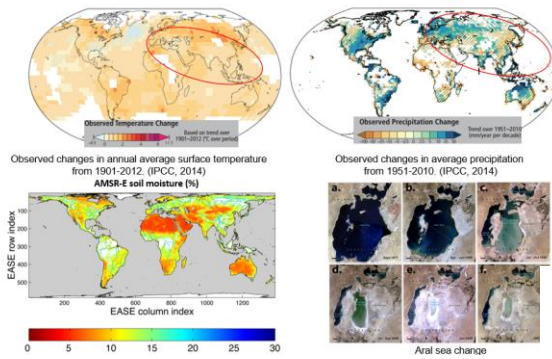 Observed Temperature Change
Based on trend over
1901-2012 (°C over period)
Observed changes in annual average surface temperature
from 1901-2012. (IPCC, 2014)
Observed Precipitation Change
Trend over 1951-2010
(mm/year per decade)
Observed changes in average precipitation
from 1951-2010. (IPCC, 2014)
AMSR-E soil moisture (%)
EASE row index
100
200
300
400
500
200 400 600 800 1000 1200
EASE column index
0 5 10 15 20 25 30
a. b. c.
d. e. f.
Aral sea change